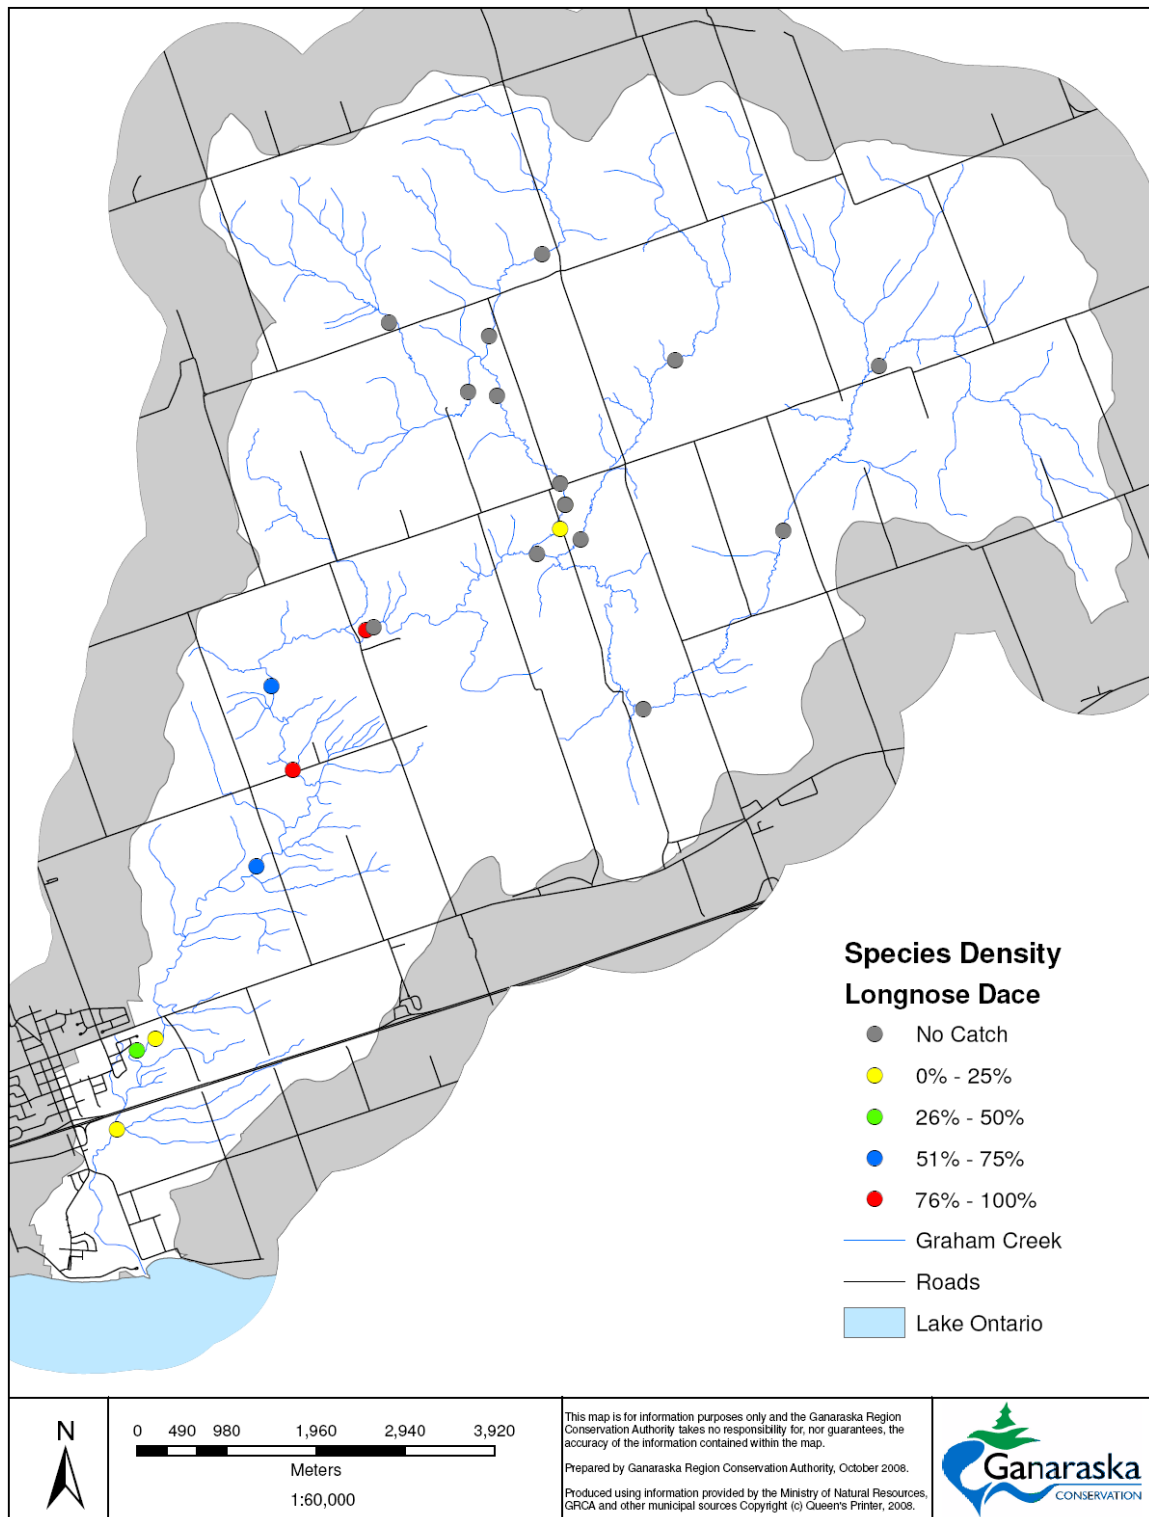 Species Density
Longnose Dace
No Catch
0% - 25%
26% - 50%
51% - 75%
76% - 100%
Graham Creek
Roads
Lake Ontario
N
0 490 980 1,960 2,940 3,920
Meters
1:60,000
This map is for information purposes only and the Ganaraska Region
Conservation Authority takes no responsibility for, nor guarantees, the
accuracy of the information contained within the map.
Prepared by Ganaraska Region Conservation Authority, October 2008.
Produced using information provided by the Ministry of Natural Resources,
GRCA and other municipal sources Copyright (c) Queen's Printer, 2008.
Ganaraska
CONSERVATION